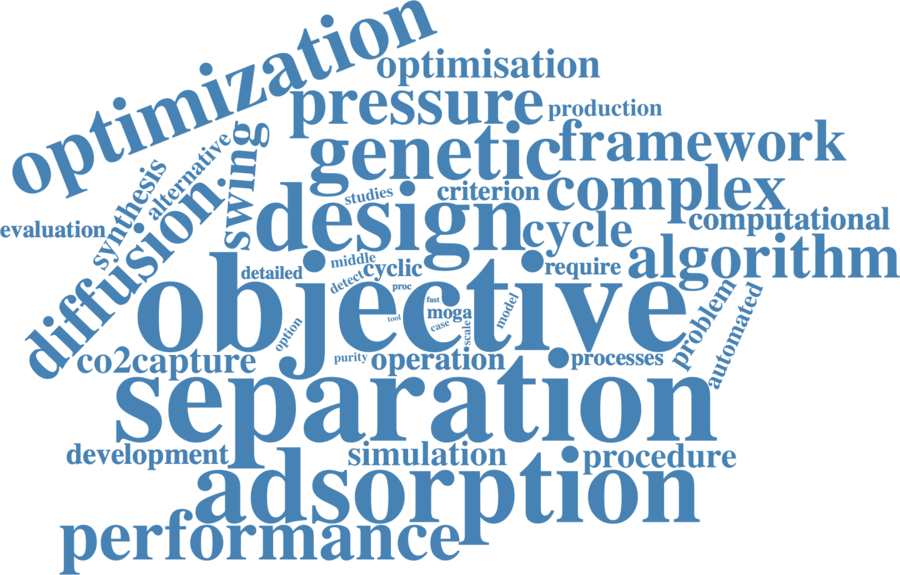 optimization
optimisation
pressure
production
genetic
framework
swing
alternative
synthesis
studies
criterion
complex
design
computational
evaluation
cycle
diffusion
middle
detailed
detect
cyclic
require
algorithm
proc
objective
fast
moga
model
tool
case
scale
option
problem
automated
co2capture
purity
operation
processes
separation
development
simulation
procedure
adsorption
performance